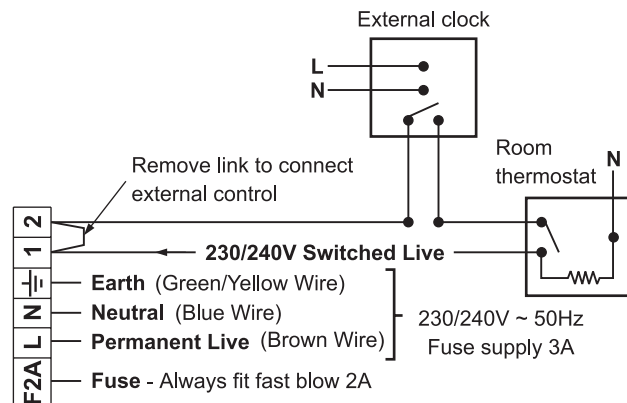 External clock
L
N
Room
thermostat
N
Remove link to connect
external control
2
1
230/240V Switched Live
Earth (Green/Yellow Wire)
N
Neutral (Blue Wire)
L
Permanent Live (Brown Wire)
230/240V ~ 50Hz
Fuse supply 3A
F2A
Fuse - Always fit fast blow 2A